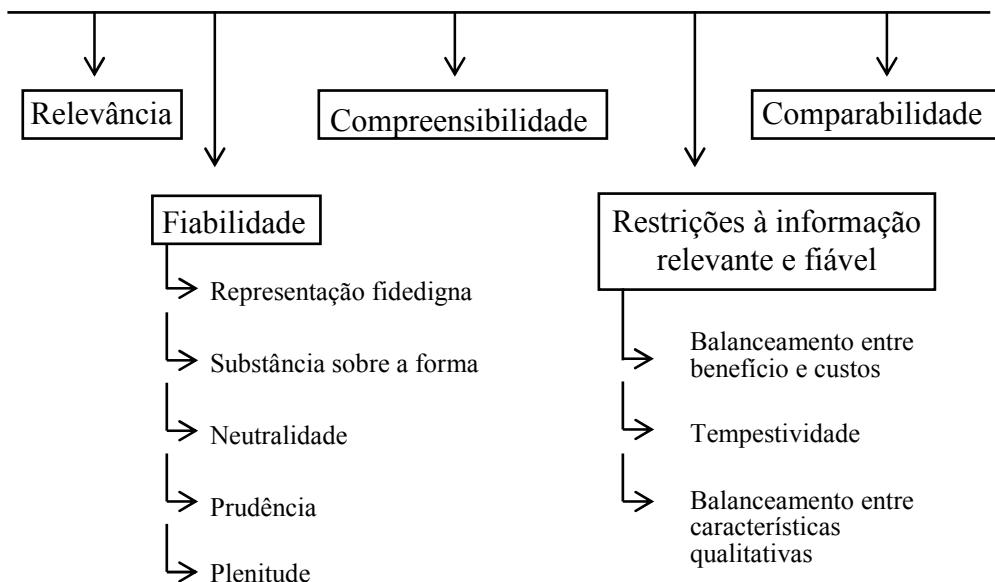 Relevância
Compreensibilidade
Comparabilidade
Fiabilidade
Representação fidedigna
Substância sobre a forma
Neutralidade
Prudência
Plenitude
Restrições à informação
relevante e fiável
Balanceamento entre
benefício e custos
Tempestividade
Balanceamento entre
características
qualitativas